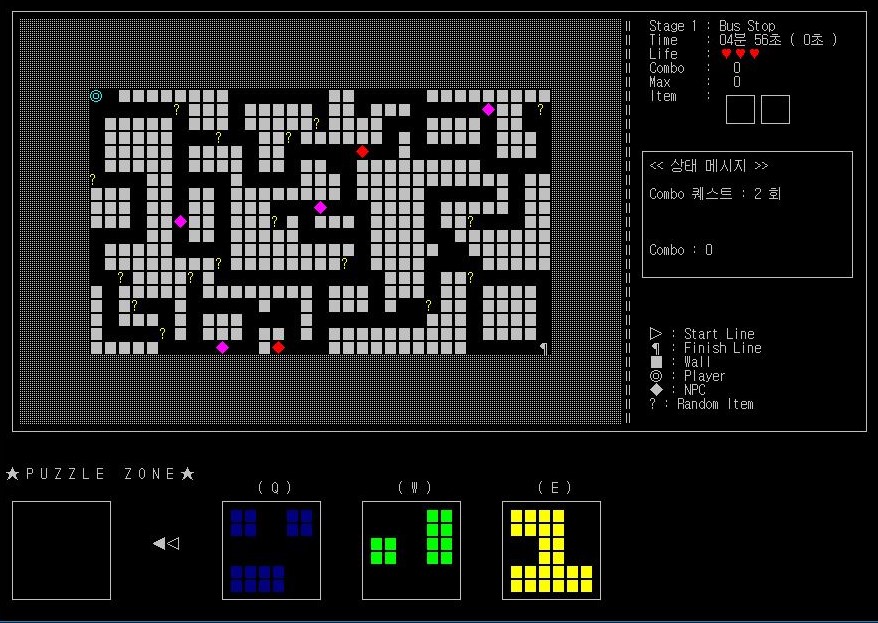 Stage 1 : Bus Stop
Time : 04분 56초 ( 0초 )
Life : ♥♥♥
Combo : 0
Max : 0
Item :
<< 상태 메시지 >>
Combo 퀘스트 : 2 회
Combo : 0
▷ : Start Line
¶ : Finish Line
■ : Wall
◎ : Player
◆ : NPC
? : Random Item
★PUZZLE ZONE★
(Q) (W) (E)
◀◁